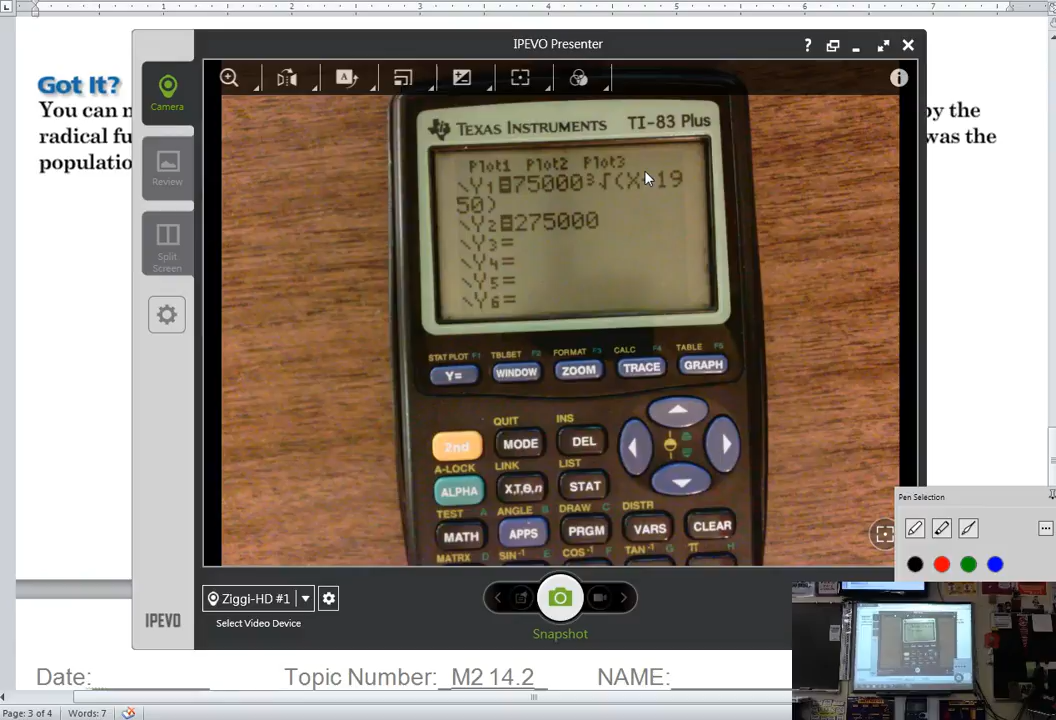 3 4 5 6 7
IPEVO Presenter
?
Got It?
You can n
by the
radical fu
was the
populatio
Camera
Review
Split
Screen
A
i
TEXAS INSTRUMENTS TI-83 Plus
Plot1 Plot2 Plot3
\Y1=75000³√(X-19
50)
\Y2=275000
\Y3=
\Y4=
\Y5=
\Y6=
STAT PLOT F1 TBLSET F2 FORMAT F3 CALC F4 TABLE F5
Y= WINDOW ZOOM TRACE GRAPH
QUIT INS
2nd MODE DEL
A-LOCK LINK LIST
ALPHA X,T,θ,n STAT
TEST A ANGLE B DRAW C DISTR
MATH APPS PRGM VARS CLEAR
MATRX D SIN⁻¹ E COS⁻¹ F TAN⁻¹ G π H
Pen Selection
IPEVO
Ziggi-HD #1
Select Video Device
Snapshot
Date: Topic Number: M2 14.2 NAME:
Page: 3 of 4 Words: 7